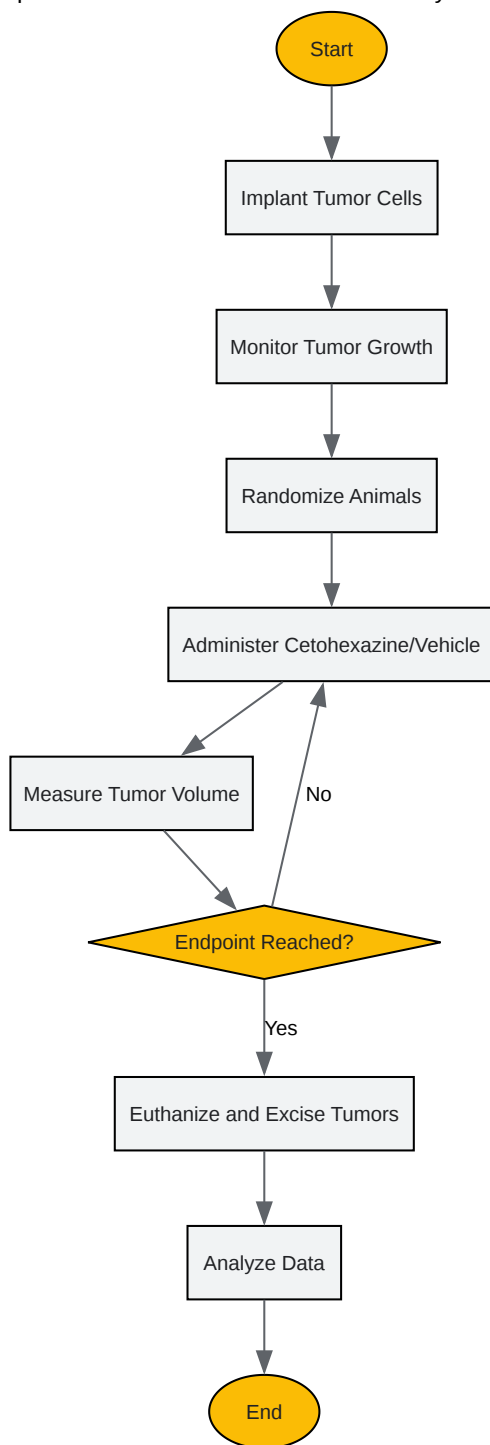 Start
Implant Tumor Cells
Monitor Tumor Growth
Randomize Animals
Administer Cetohexazine/Vehicle
Measure Tumor Volume
No
Endpoint Reached?
Yes
Euthanize and Excise Tumors
Analyze Data
End